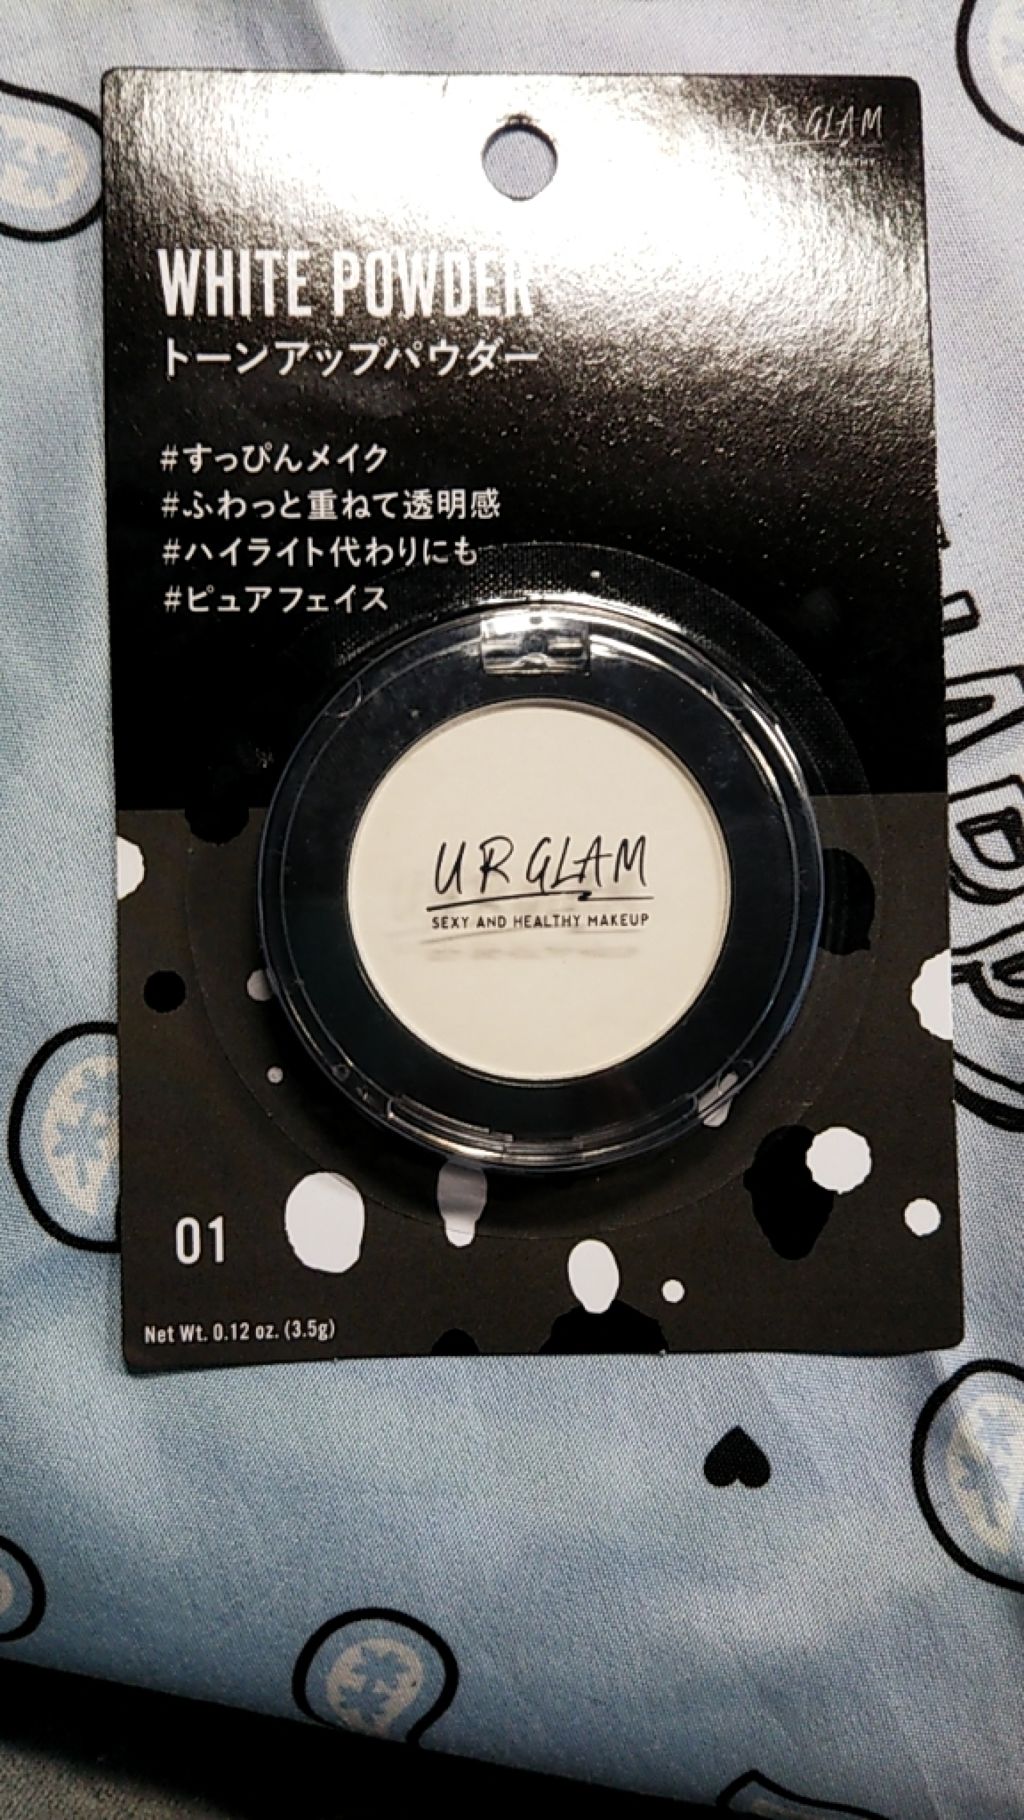 UR GLAM
WHITE POWDER
トーンアップパウダー
#すっぴんメイク
#ふわっと重ねて透明感
#ハイライト代わりにも
#ピュアフェイス
UR GLAM
SEXY AND HEALTHY MAKEUP
01
Net Wt. 0.12 oz. (3.5g)